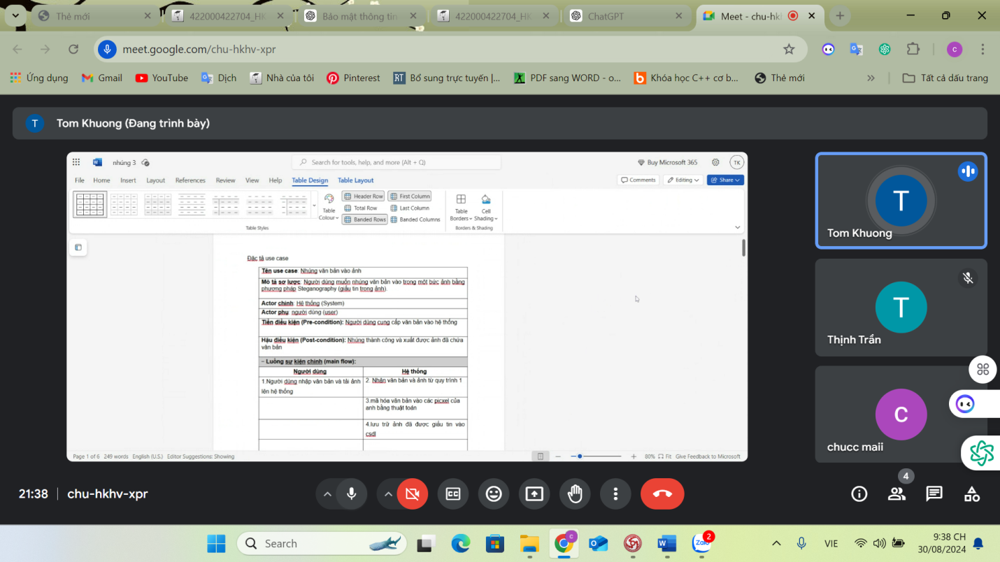 Thẻ mới
422000422704_HK
Bảo mật thông tin
422000422704_HK
ChatGPT
Meet - chu-hkh
meet.google.com/chu-hkhv-xpr
C
Ứng dụng
Gmail
YouTube
Dịch
Nhà của tôi
Pinterest
RT Bổ sung trực tuyến |...
PDF sang WORD - o...
Khóa học C++ cơ b...
Thẻ mới
»
Tất cả dấu trang
T Tom Khuong (Đang trình bày)
nhúng 3
Search for tools, help, and more (Alt + Q)
Buy Microsoft 365
TK
File Home Insert Layout References Review View Help Table Design Table Layout
Comments Editing Share
Table Colour
Header Row First Column
Total Row Last Column
Banded Rows Banded Columns
Table Borders Cell Shading
Table Styles
Borders & Shading
Đặc tả use case
Tên use case: Nhúng văn bản vào ảnh
Mô tả sơ lược: Người dùng muốn nhúng văn bản vào trong một bức ảnh bằng
phương pháp Steganography (giấu tin trong ảnh).
Actor chính: Hệ thống (System)
Actor phụ: người dùng (user)
Tiền điều kiện (Pre-condition): Người dùng cung cấp văn bản vào hệ thống
Hậu điều kiện (Post-condition): Nhúng thành công và xuất được ảnh đã chứa
văn bản
– Luồng sự kiện chính (main flow):
Người dùng Hệ thống
1.Người dùng nhập văn bản và tải ảnh
lên hệ thống
2. Nhận văn bản và ảnh từ quy trình 1
3.mã hóa văn bản vào các picxel của
anh bằng thuật toán
4.lưu trữ ảnh đã được giấu tin vào
csdl
Page 1 of 6 249 words English (U.S.) Editor Suggestions: Showing
80% Fit Give Feedback to Microsoft
T
Tom Khuong
T
Thịnh Trần
C
chucc maii
21:38 chu-hkhv-xpr
CC
4
Search
C
Zalo
2
VIE
9:38 CH
30/08/2024